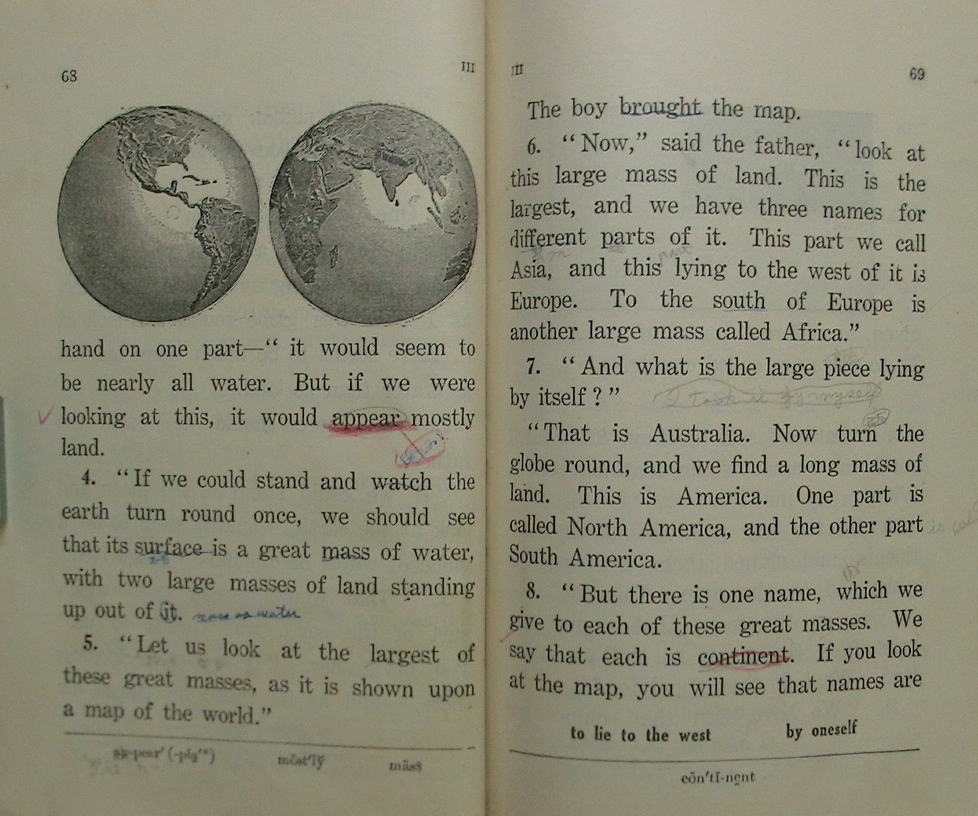 68
III
hand on one part—“ it would seem to
be nearly all water. But if we were
looking at this, it would appear mostly
land.
4. “If we could stand and watch the
earth turn round once, we should see
that its surface is a great mass of water,
with two large masses of land standing
up out of it.
5. “Let us look at the largest of
these great masses, as it is shown upon
a map of the world.”
mōst'lў
măss
III
69
The boy brought the map.
6. “Now,” said the father, “look at
this large mass of land. This is the
largest, and we have three names for
different parts of it. This part we call
Asia, and this lying to the west of it is
Europe. To the south of Europe is
another large mass called Africa.”
7. “And what is the large piece lying
by itself?”
I took it by myself
“That is Australia. Now turn the
globe round, and we find a long mass of
land. This is America. One part is
called North America, and the other part
South America.
8. “But there is one name, which we
give to each of these great masses. We
say that each is continent. If you look
at the map, you will see that names are
to lie to the west by oneself
cŏn'tĭ-nent